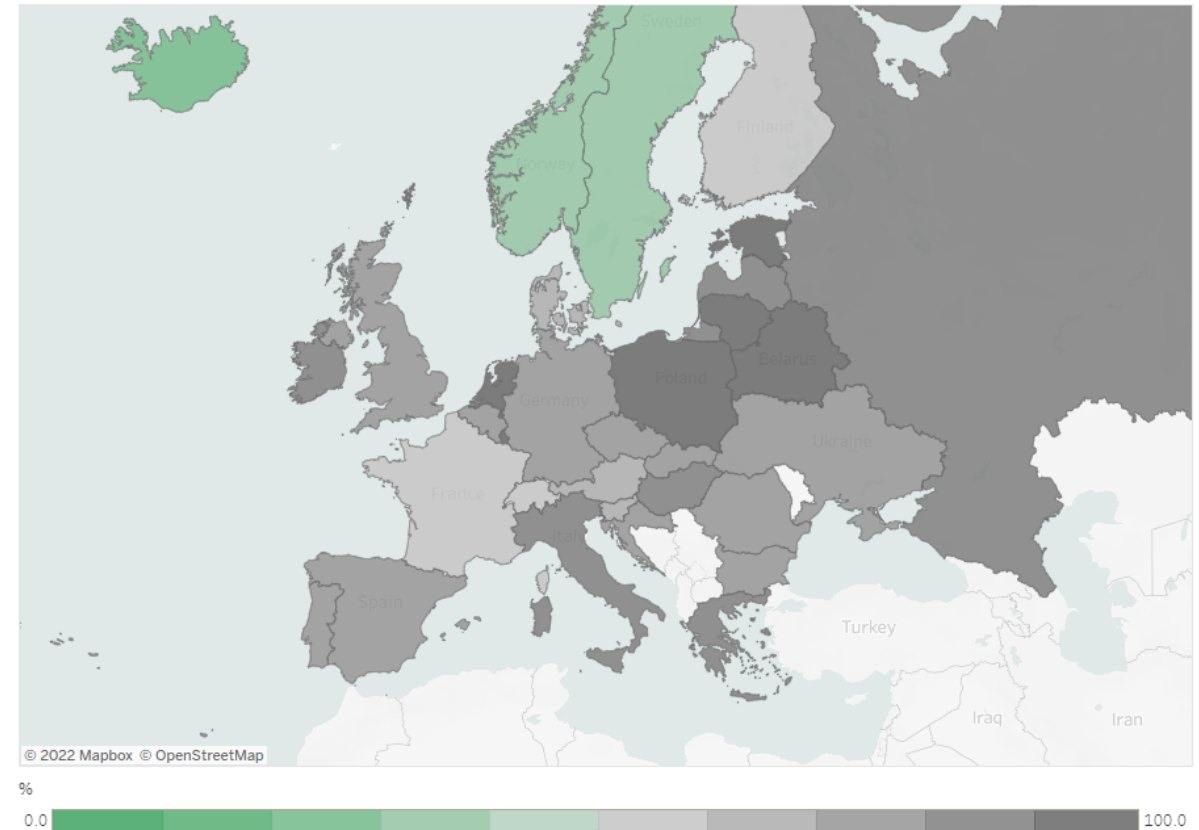 Sweden
Finland
Norway
Belarus
Poland
Germany
Ukraine
France
Italy
Spain
Turkey
Iraq
Iran
© 2022 Mapbox © OpenStreetMap
%
0.0
100.0